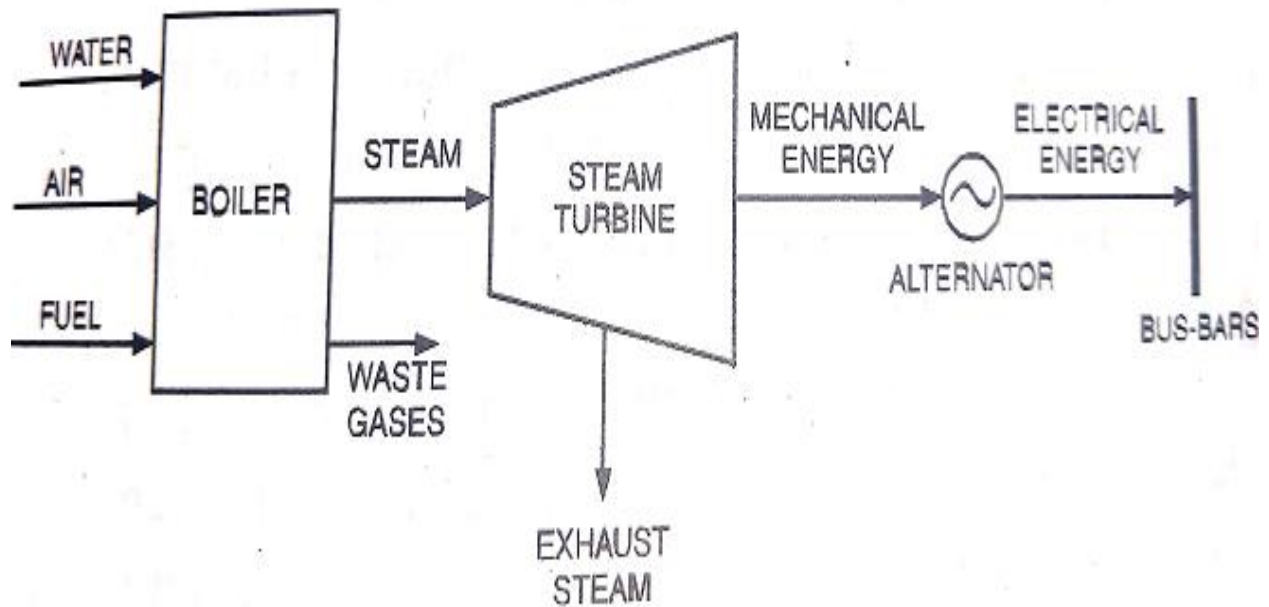 WATER
AIR
FUEL
BOILER
STEAM
WASTE
GASES
STEAM
TURBINE
EXHAUST
STEAM
MECHANICAL
ENERGY
ALTERNATOR
ELECTRICAL
ENERGY
BUS-BARS